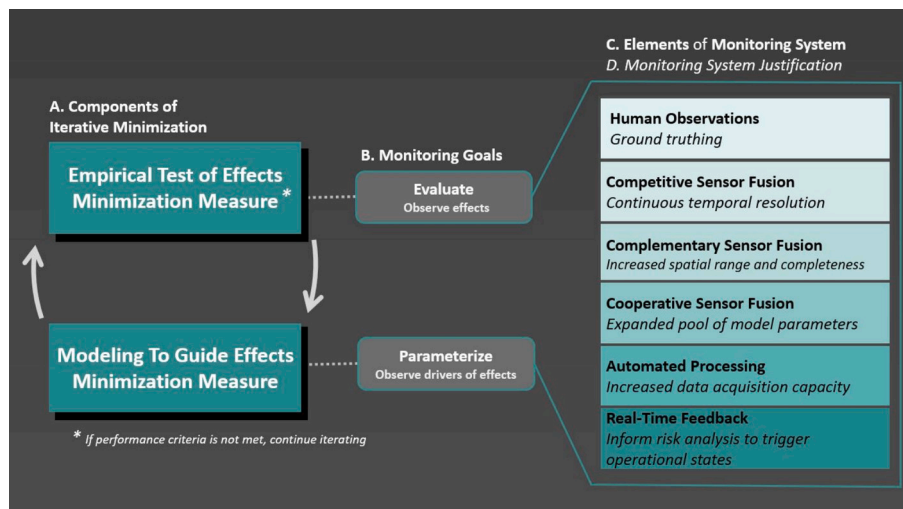 C. Elements of Monitoring System
D. Monitoring System Justification
A. Components of
Iterative Minimization
Empirical Test of Effects
Minimization Measure*
B. Monitoring Goals
Evaluate
Observe effects
Modeling To Guide Effects
Minimization Measure
Parameterize
Observe drivers of effects
* If performance criteria is not met, continue iterating
Human Observations
Ground truthing
Competitive Sensor Fusion
Continuous temporal resolution
Complementary Sensor Fusion
Increased spatial range and completeness
Cooperative Sensor Fusion
Expanded pool of model parameters
Automated Processing
Increased data acquisition capacity
Real-Time Feedback
Inform risk analysis to trigger
operational states